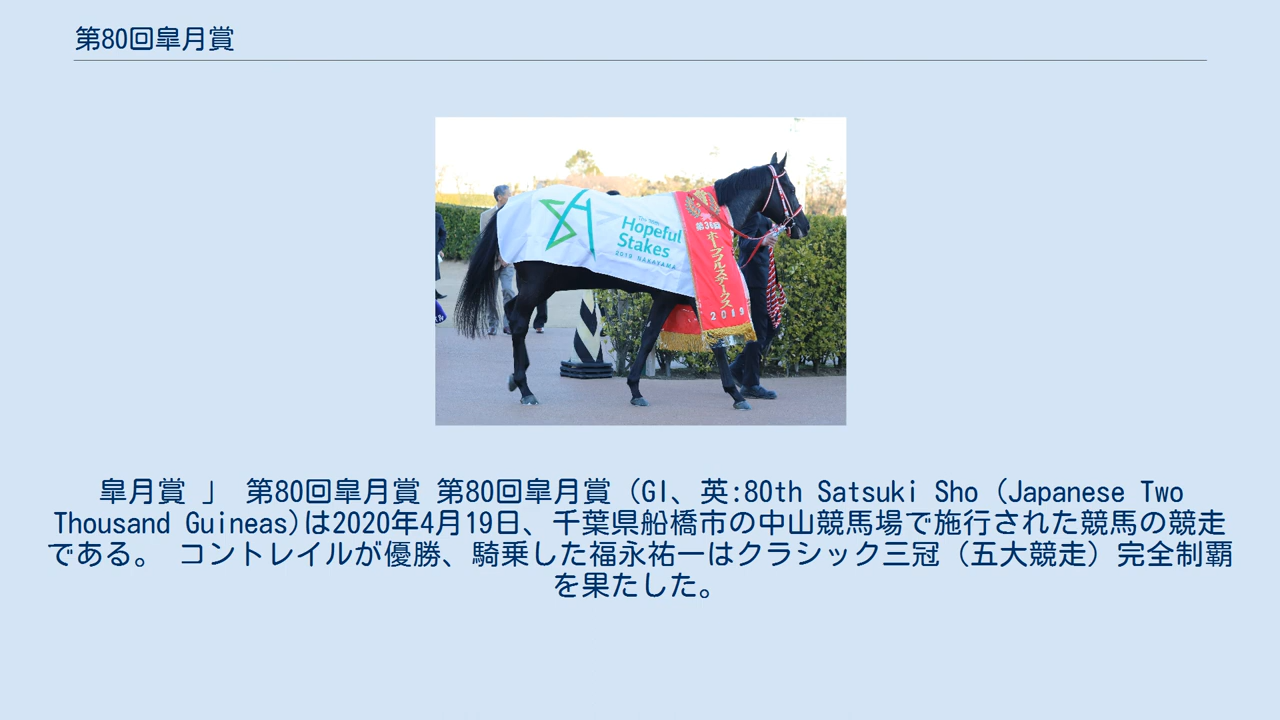 第80回皐月賞
Hopeful
Stakes
2019 NAKAYAMA
第36回
ホープフルステークス
2019
皐月賞 」 第80回皐月賞 第80回皐月賞（GI、英:80th Satsuki Sho (Japanese Two
Thousand Guineas)は2020年4月19日、千葉県船橋市の中山競馬場で施行された競馬の競走
である。 コントレイルが優勝、騎乗した福永祐一はクラシック三冠（五大競走）完全制覇
を果たした。